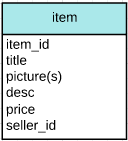 item
item_id
title
picture(s)
desc
price
seller_id